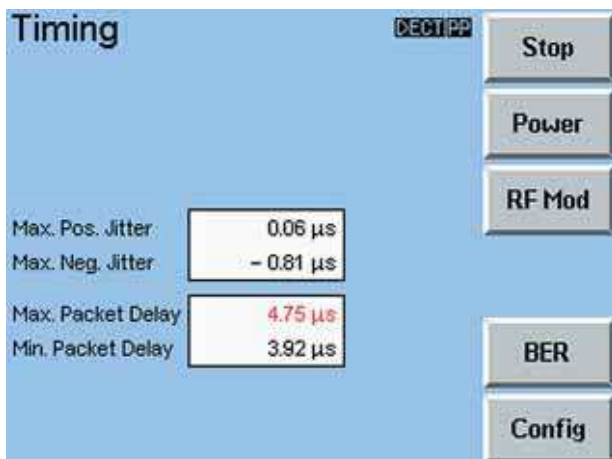 Timing
DECT PP
Stop
Power
RF Mod
Max. Pos. Jitter 0.06 µs
Max. Neg. Jitter - 0.81 µs
Max. Packet Delay 4.75 µs
Min. Packet Delay 3.92 µs
BER
Config